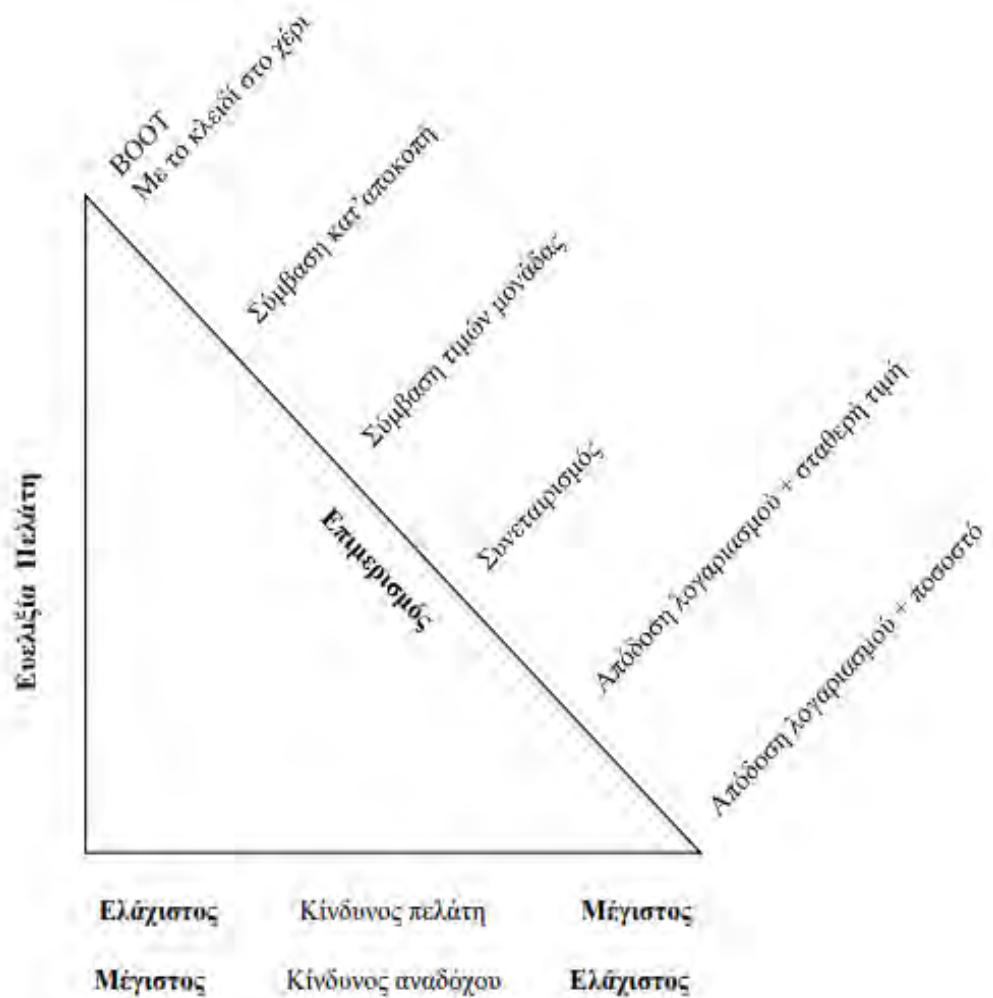 BOOT
Με το κλειδί στο χέρι
Σύμβαση κατ'αποκοπή
Σύμβαση τιμών μονάδας
Συνεταιρισμός
Απόδοση λογαριασμού + σταθερή τιμή
Απόδοση λογαριασμού + ποσοστό
Επιμερισμός
Ευελιξία Πελάτη
Ελάχιστος Κίνδυνος πελάτη Μέγιστος
Μέγιστος Κίνδυνος αναδόχου Ελάχιστος